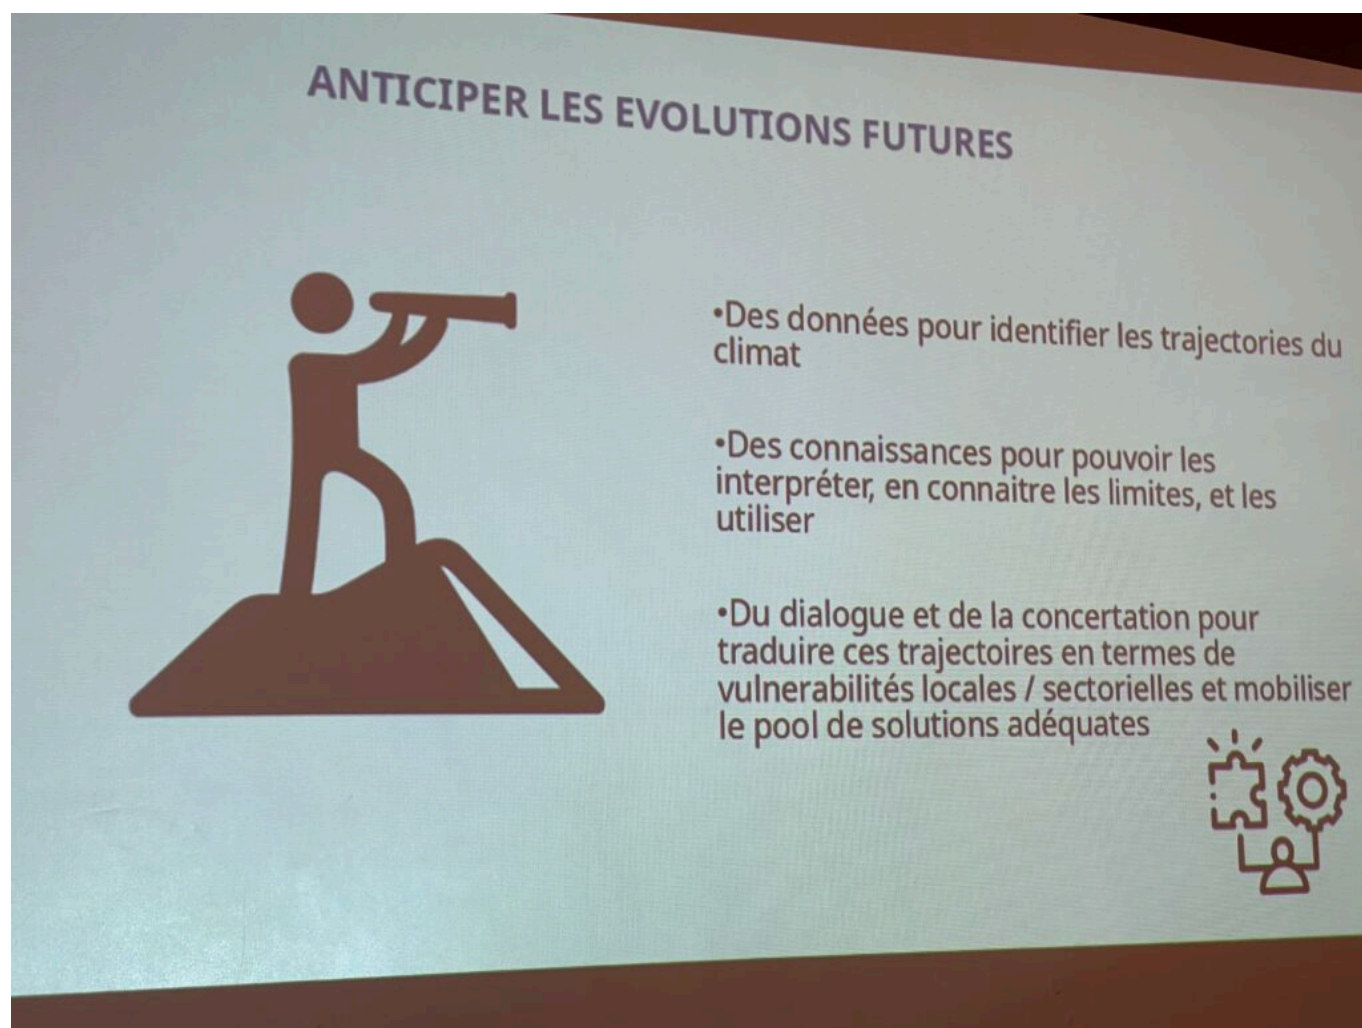 ANTICIPER LES EVOLUTIONS FUTURES
•Des données pour identifier les trajectories du
climat
•Des connaissances pour pouvoir les
interpréter, en connaitre les limites, et les
utiliser
•Du dialogue et de la concertation pour
traduire ces trajectoires en termes de
vulnerabilités locales / sectorielles et mobiliser
le pool de solutions adéquates